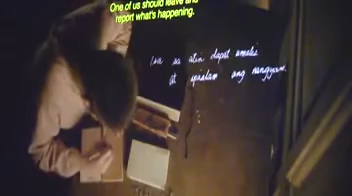 One of us should leave and
report what's happening.
isa sa atin dapat umalis
at ipaalam ang nangyayari.